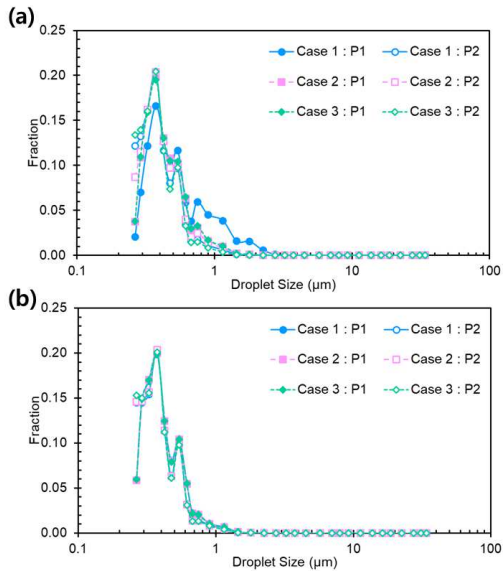 (a)
0.25
0.20
0.15
0.10
0.05
0.00
Fraction
Case 1 : P1
Case 1 : P2
Case 2 : P1
Case 2 : P2
Case 3 : P1
Case 3 : P2
0.1
1
10
100
Droplet Size (µm)
(b)
0.25
0.20
0.15
0.10
0.05
0.00
Fraction
Case 1 : P1
Case 1 : P2
Case 2 : P1
Case 2 : P2
Case 3 : P1
Case 3 : P2
0.1
1
10
100
Droplet Size (µm)